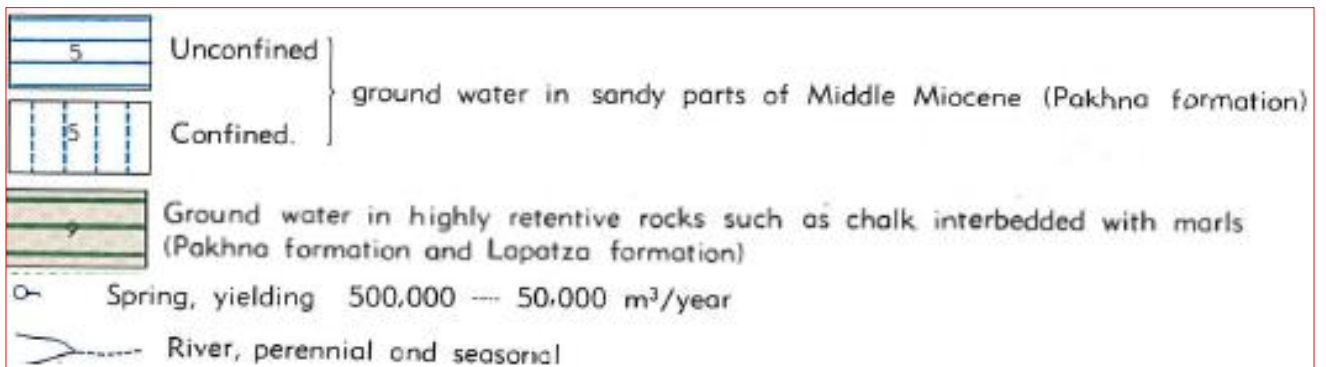 5 Unconfined
ground water in sandy parts of Middle Miocene (Pakhna formation)
5 Confined.
9 Ground water in highly retentive rocks such as chalk interbedded with marls
(Pakhna formation and Lapatza formation)
Spring, yielding 500.000 ---- 50.000 m³/year
River, perennial and seasonal